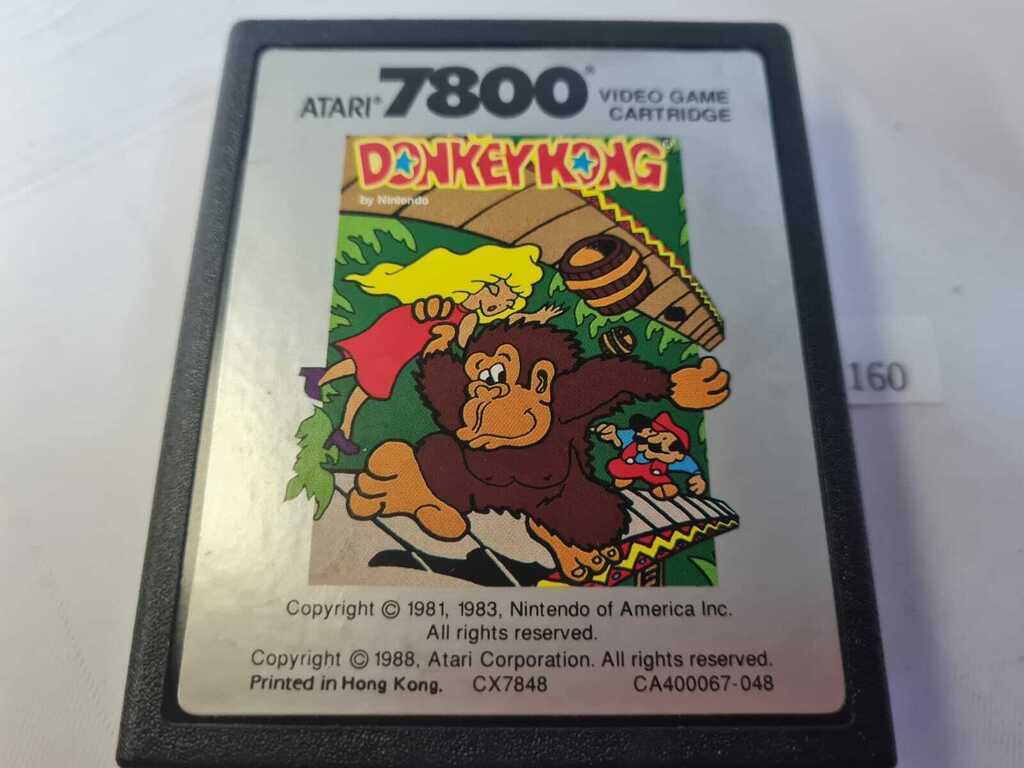 ATARI® 7800® VIDEO GAME
CARTRIDGE
DONKEY KONG®
by Nintendo
160
Copyright © 1981, 1983, Nintendo of America Inc.
All rights reserved.
Copyright © 1988, Atari Corporation. All rights reserved.
Printed in Hong Kong. CX7848 CA400067-048